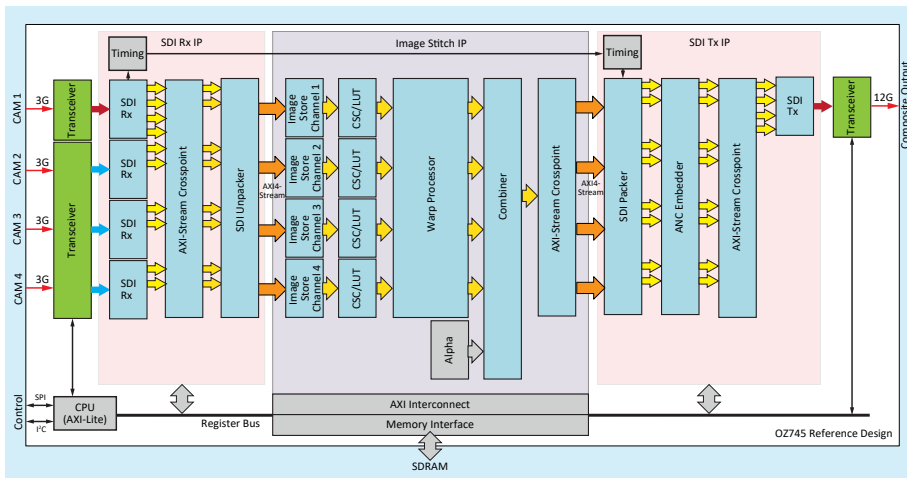 SDI Rx IP
Image Stitch IP
SDI Tx IP
Timing
Timing
CAM 1
3G
Transceiver
SDI
Rx
CAM 2
3G
Transceiver
SDI
Rx
CAM 3
3G
SDI
Rx
CAM 4
3G
SDI
Rx
AXI-Stream Crosspoint
SDI Unpacker
AXI4-
Stream
Image
Store
Channel 1
Image
Store
Channel 2
Image
Store
Channel 3
Image
Store
Channel 4
CSC/LUT
CSC/LUT
CSC/LUT
CSC/LUT
Warp Processor
Alpha
Combiner
AXI-Stream Crosspoint
AXI4-
Stream
SDI Packer
ANC Embedder
AXI-Stream Crosspoint
SDI
Tx
Transceiver
12G
Composite Output
Control
SPI
I²C
CPU
(AXI-Lite)
Register Bus
AXI Interconnect
Memory Interface
SDRAM
OZ745 Reference Design